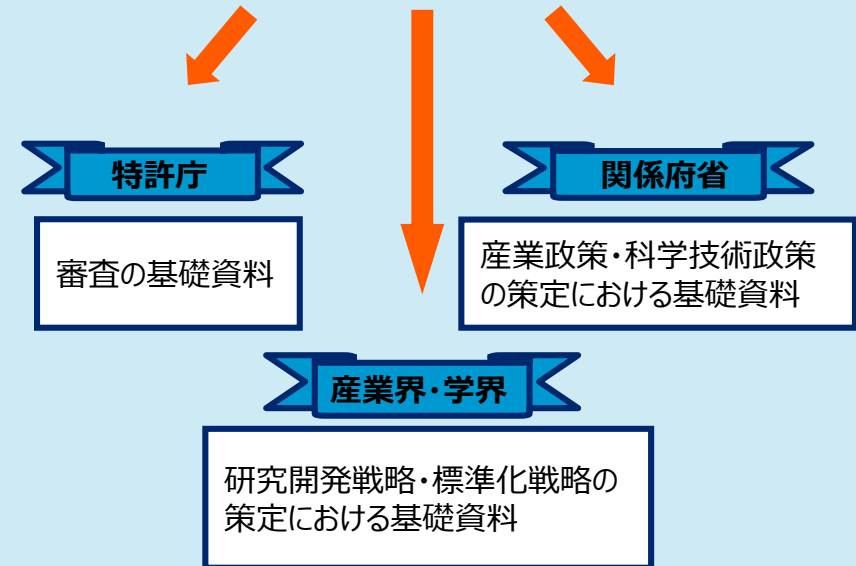 特許庁
審査の基礎資料
関係府省
産業政策・科学技術政策
の策定における基礎資料
産業界・学界
研究開発戦略・標準化戦略の
策定における基礎資料